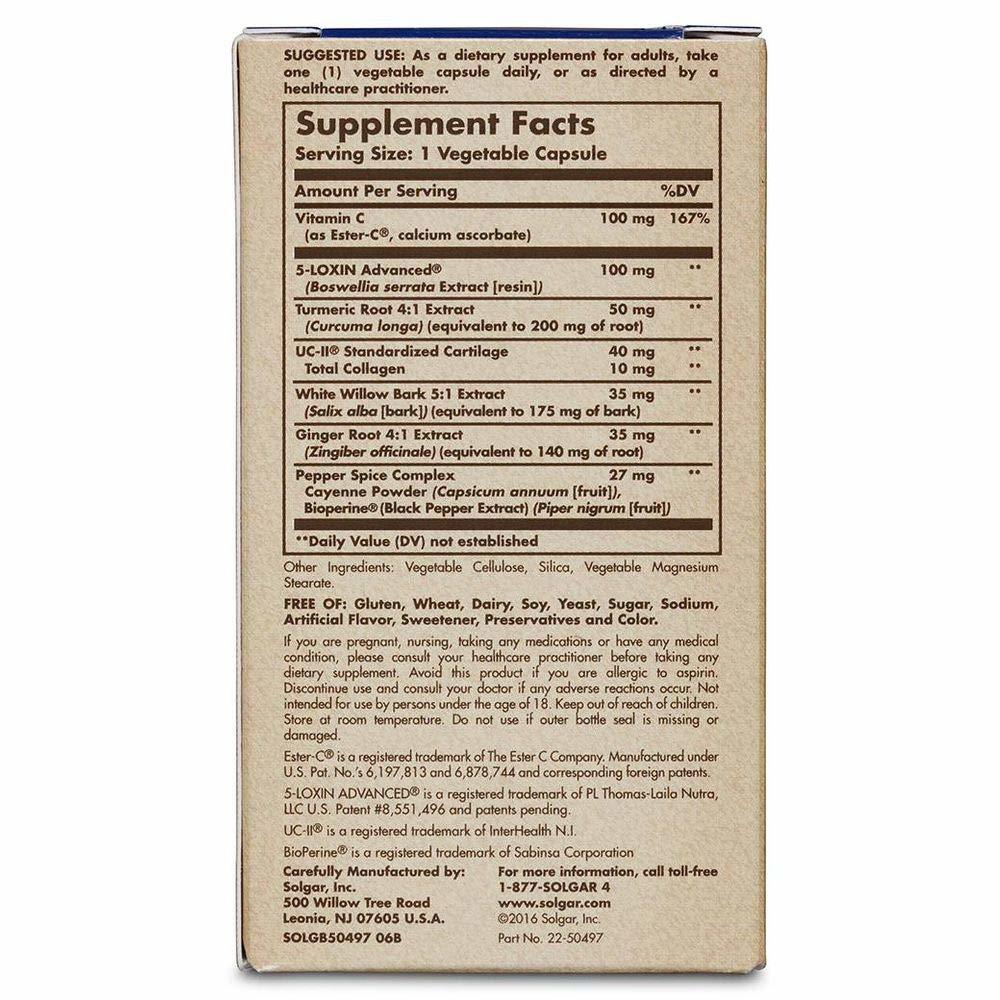 SUGGESTED USE: As a dietary supplement for adults, take
one (1) vegetable capsule daily, or as directed by a
healthcare practitioner.
Supplement Facts
Serving Size: 1 Vegetable Capsule
Amount Per Serving %DV
Vitamin C 100 mg 167%
(as Ester-C®, calcium ascorbate)
5-LOXIN Advanced® 100 mg **
(Boswellia serrata Extract [resin])
Turmeric Root 4:1 Extract 50 mg **
(Curcuma longa) (equivalent to 200 mg of root)
UC-II® Standardized Cartilage 40 mg **
Total Collagen 10 mg **
White Willow Bark 5:1 Extract 35 mg **
(Salix alba [bark]) (equivalent to 175 mg of bark)
Ginger Root 4:1 Extract 35 mg **
(Zingiber officinale) (equivalent to 140 mg of root)
Pepper Spice Complex 27 mg **
Cayenne Powder (Capsicum annuum [fruit]),
Bioperine® (Black Pepper Extract) (Piper nigrum [fruit])
**Daily Value (DV) not established
Other Ingredients: Vegetable Cellulose, Silica, Vegetable Magnesium
Stearate.
FREE OF: Gluten, Wheat, Dairy, Soy, Yeast, Sugar, Sodium,
Artificial Flavor, Sweetener, Preservatives and Color.
If you are pregnant, nursing, taking any medications or have any medical
condition, please consult your healthcare practitioner before taking any
dietary supplement. Avoid this product if you are allergic to aspirin.
Discontinue use and consult your doctor if any adverse reactions occur. Not
intended for use by persons under the age of 18. Keep out of reach of children.
Store at room temperature. Do not use if outer bottle seal is missing or
damaged.
Ester-C® is a registered trademark of The Ester C Company. Manufactured under
U.S. Pat. No.'s 6,197,813 and 6,878,744 and corresponding foreign patents.
5-LOXIN ADVANCED® is a registered trademark of PL Thomas-Laila Nutra,
LLC U.S. Patent #8,551,496 and patents pending.
UC-II® is a registered trademark of InterHealth N.I.
BioPerine® is a registered trademark of Sabinsa Corporation
Carefully Manufactured by:
Solgar, Inc.
500 Willow Tree Road
Leonia, NJ 07605 U.S.A.
SOLGB50497 06B
For more information, call toll-free
1-877-SOLGAR 4
www.solgar.com
©2016 Solgar, Inc.
Part No. 22-50497